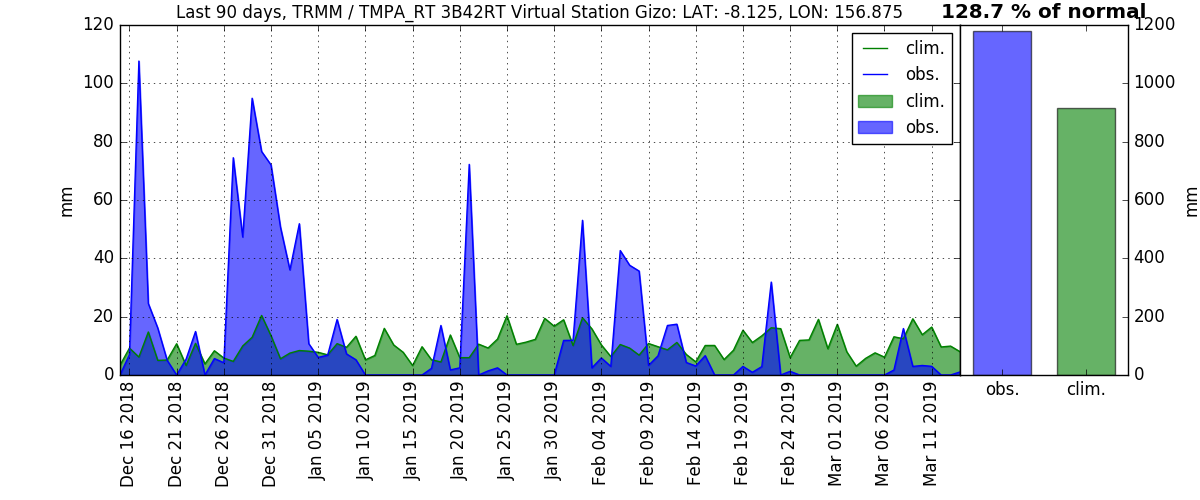 Last 90 days, TRMM / TMPA_RT 3B42RT Virtual Station Gizo: LAT: -8.125, LON: 156.875
128.7 % of normal
120
100
80
60
40
20
0
mm
clim.
obs.
clim.
obs.
1200
1000
800
600
400
200
0
mm
Dec 16 2018
Dec 21 2018
Dec 26 2018
Dec 31 2018
Jan 05 2019
Jan 10 2019
Jan 15 2019
Jan 20 2019
Jan 25 2019
Jan 30 2019
Feb 04 2019
Feb 09 2019
Feb 14 2019
Feb 19 2019
Feb 24 2019
Mar 01 2019
Mar 06 2019
Mar 11 2019
obs.
clim.